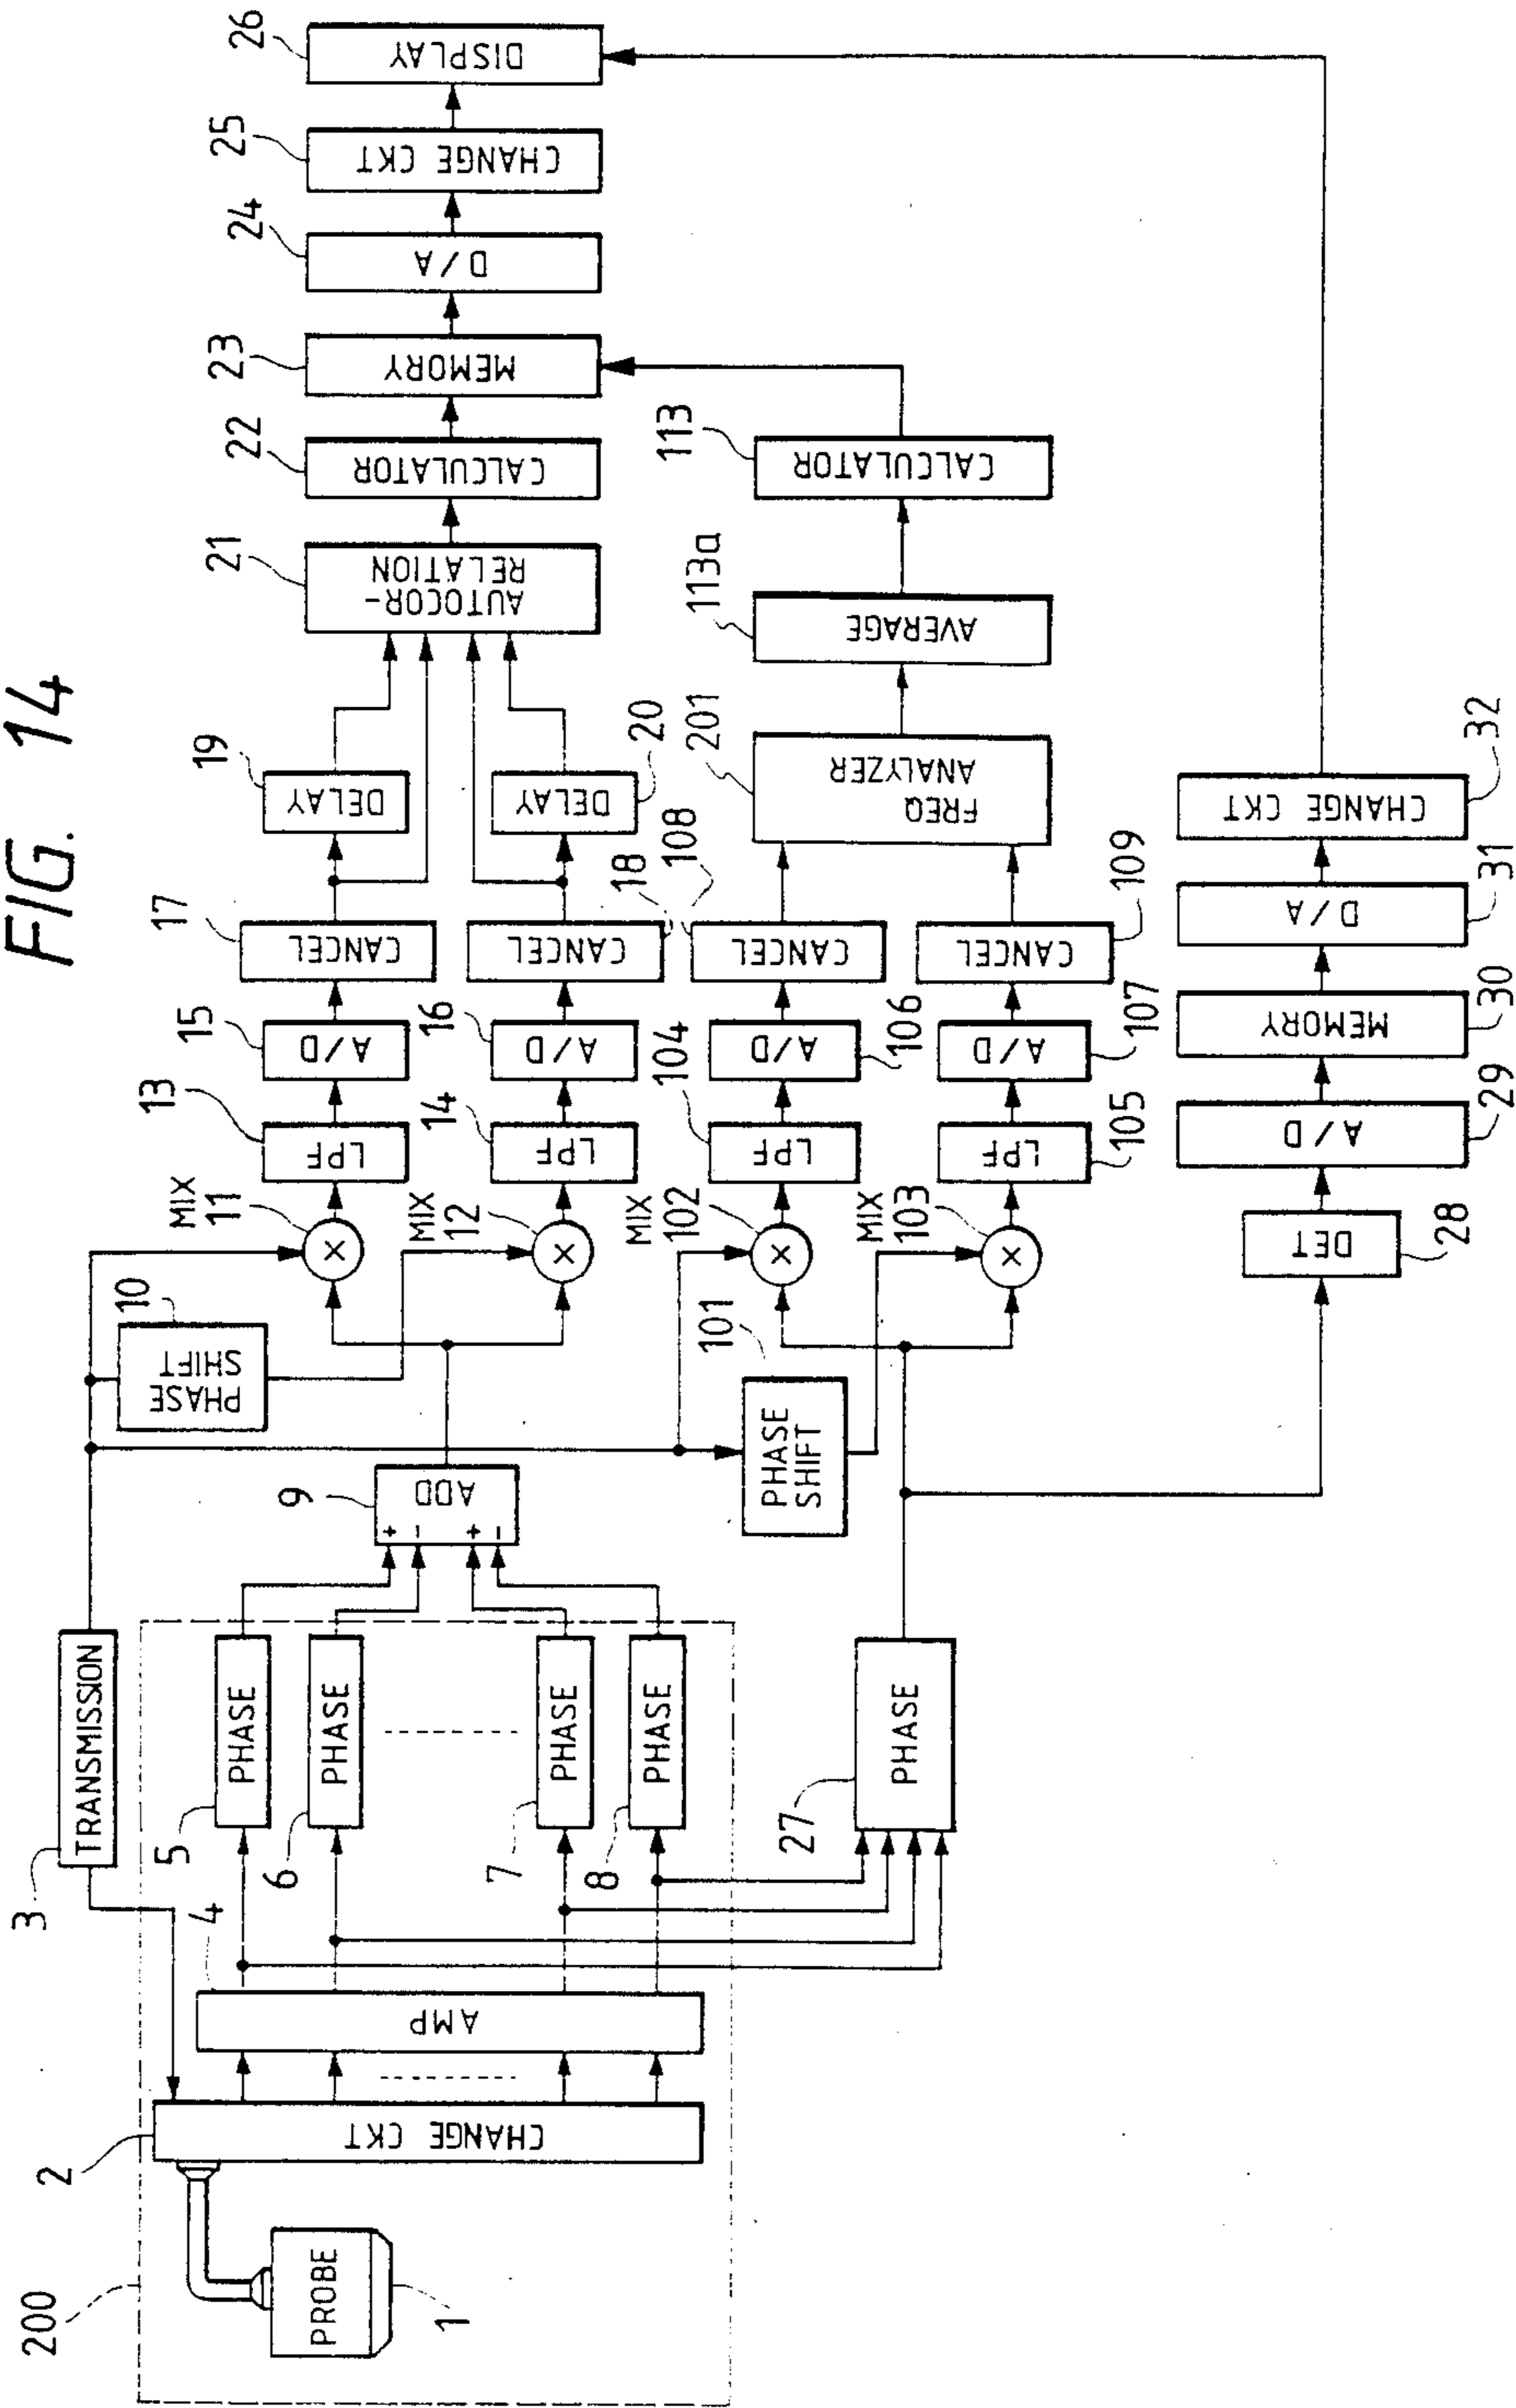 FIG. 14
200
PROBE
1
2
CHANGE CKT
3
TRANSMISSION
4
AMP
5
PHASE
6
PHASE
7
PHASE
8
PHASE
27
PHASE
9
ADD
+
-
+
-
10
PHASE
SHIFT
101
PHASE
SHIFT
MIX
11
×
MIX
12
×
MIX
102
×
MIX
103
×
13
LPF
14
LPF
104
LPF
105
LPF
15
A/D
16
A/D
106
A/D
107
A/D
17
CANCEL
18
CANCEL
108
CANCEL
109
CANCEL
19
DELAY
20
DELAY
21
AUTOCOR-
RELATION
22
CALCULATOR
23
MEMORY
24
D/A
25
CHANGE CKT
26
DISPLAY
201
FREQ
ANALYZER
113a
AVERAGE
113
CALCULATOR
28
DET
29
A/D
30
MEMORY
31
D/A
32
CHANGE CKT